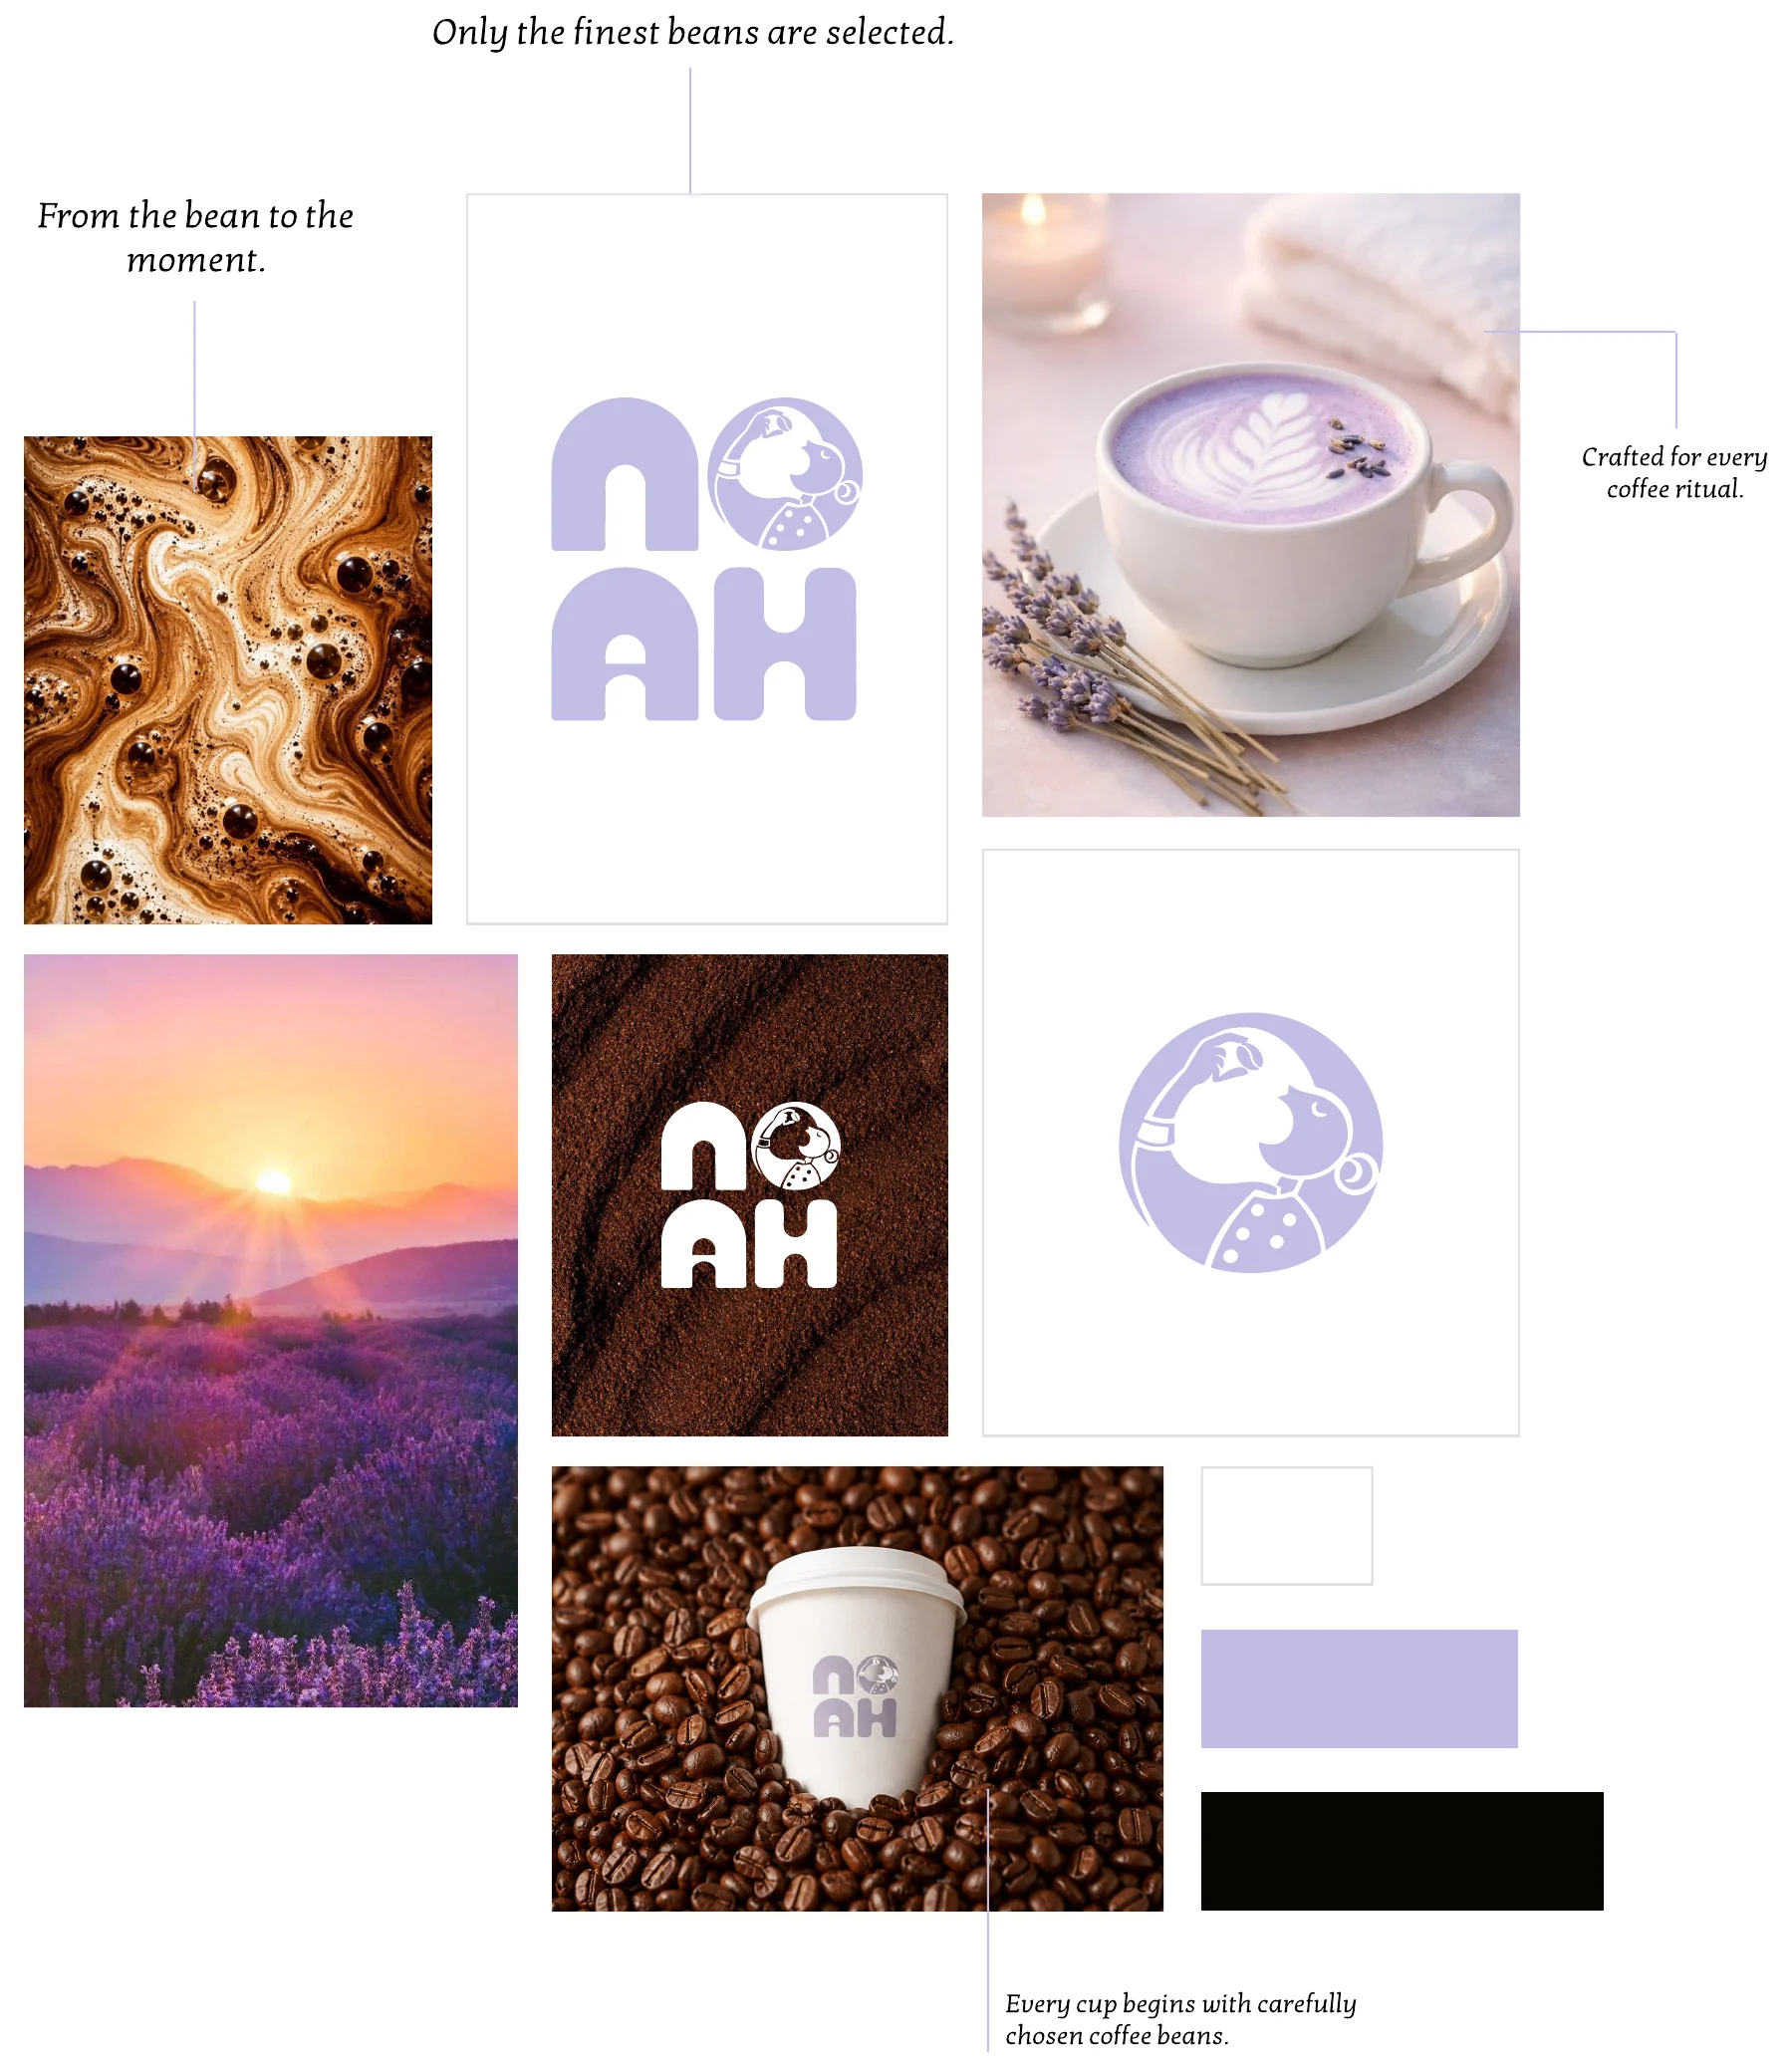 Only the finest beans are selected.
From the bean to the
moment.
NO
AH
Crafted for every
coffee ritual.
NO
AH
NO
AH
Every cup begins with carefully
chosen coffee beans.